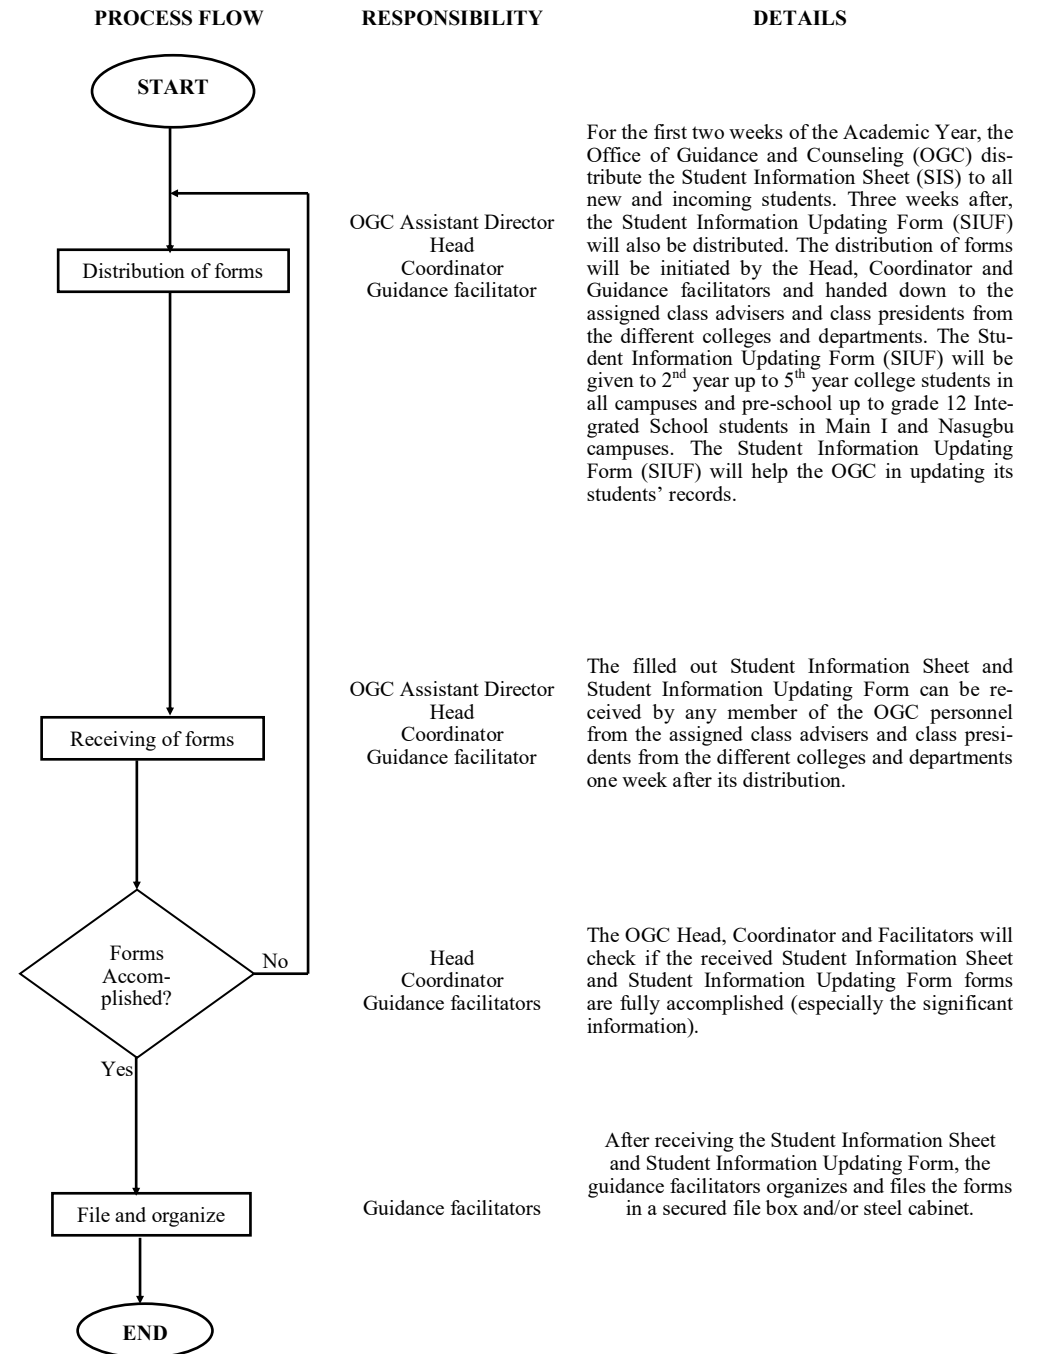 PROCESS FLOW RESPONSIBILITY DETAILS
START
For the first two weeks of the Academic Year, the
Office of Guidance and Counseling (OGC) dis-
tribute the Student Information Sheet (SIS) to all
new and incoming students. Three weeks after,
the Student Information Updating Form (SIUF)
will also be distributed. The distribution of forms
will be initiated by the Head, Coordinator and
Guidance facilitators and handed down to the
assigned class advisers and class presidents from
the different colleges and departments. The Stu-
dent Information Updating Form (SIUF) will be
given to 2nd year up to 5th year college students in
all campuses and pre-school up to grade 12 Inte-
grated School students in Main I and Nasugbu
campuses. The Student Information Updating
Form (SIUF) will help the OGC in updating its
students’ records.
OGC Assistant Director
Head
Coordinator
Guidance facilitator
Distribution of forms
Receiving of forms
OGC Assistant Director
Head
Coordinator
Guidance facilitator
The filled out Student Information Sheet and
Student Information Updating Form can be re-
ceived by any member of the OGC personnel
from the assigned class advisers and class presi-
dents from the different colleges and departments
one week after its distribution.
Forms
Accom-
plished?
No
Yes
Head
Coordinator
Guidance facilitators
The OGC Head, Coordinator and Facilitators will
check if the received Student Information Sheet
and Student Information Updating Form forms
are fully accomplished (especially the significant
information).
File and organize
Guidance facilitators
After receiving the Student Information Sheet
and Student Information Updating Form, the
guidance facilitators organizes and files the forms
in a secured file box and/or steel cabinet.
END